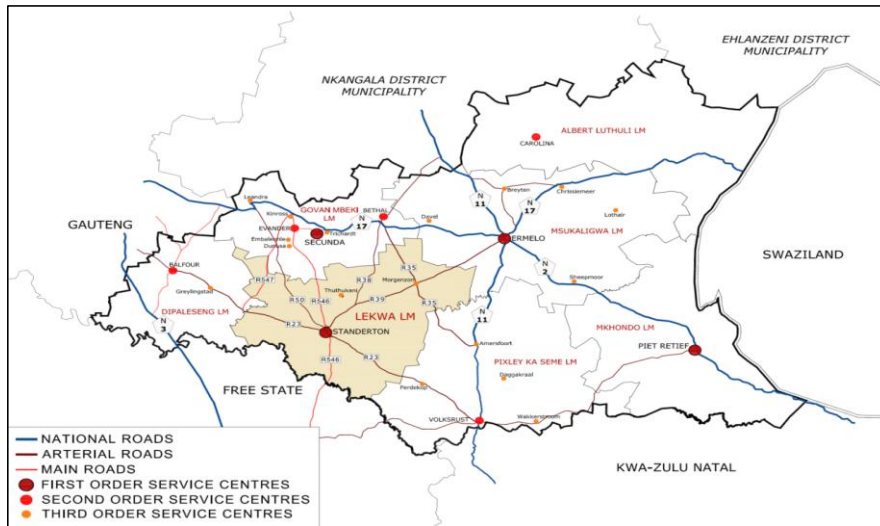 EHLANZENI DISTRICT
MUNICIPALITY
NKANGALA DISTRICT
MUNICIPALITY
ALBERT LUTHULI LM
CAROLINA
N
11
N
17
Breyten
Chrissiesmeer
Leandra
Kinross
GOVAN MBEKI
LM
BETHAL
N
17
Davel
Lothair
GAUTENG
EVANDER
SECUNDA
Trichardt
Embalenhle
ERMELO
MSUKALIGWA LM
SWAZILAND
BALFOUR
N
2
Sheepmoor
R547
R50
R546
R38
R35
Morgenzon
Thuthukani
R39
R35
Greylingstad
DIPALESENG LM
N
3
R23
LEKWA LM
STANDERTON
N
11
MKHONDO LM
PIET RETIEF
Amersfoort
R546
R23
PIXLEY KA SEME LM
Daggakraal
FREE STATE
Perdekop
VOLKSRUST
Wakkerstroom
KWA-ZULU NATAL
NATIONAL ROADS
ARTERIAL ROADS
MAIN ROADS
FIRST ORDER SERVICE CENTRES
SECOND ORDER SERVICE CENTRES
THIRD ORDER SERVICE CENTRES